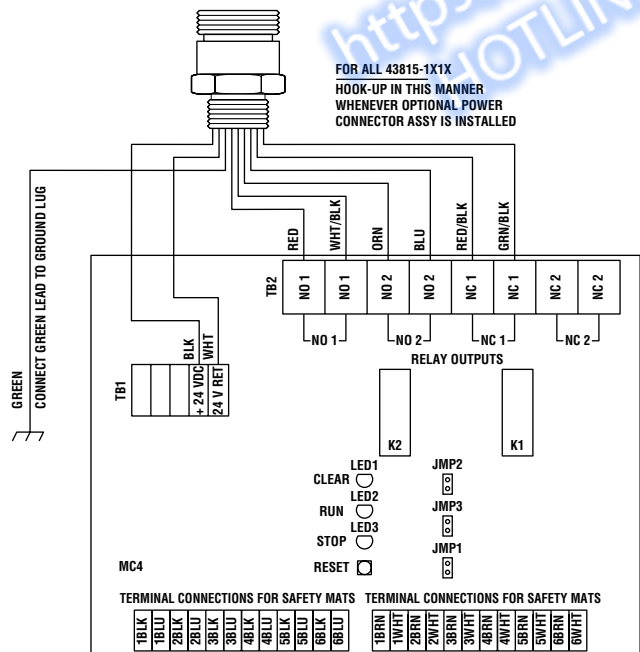 https
HOTLIN
FOR ALL 43815-1X1X
HOOK-UP IN THIS MANNER
WHENEVER OPTIONAL POWER
CONNECTOR ASSY IS INSTALLED
GREEN
CONNECT GREEN LEAD TO GROUND LUG
RED
WHT/BLK
ORN
BLU
RED/BLK
GRN/BLK
TB2
NO 1
NO 1
NO 2
NO 2
NC 1
NC 1
NC 2
NC 2
NO 1
NO 2
NC 1
NC 2
RELAY OUTPUTS
BLK
WHT
TB1
+ 24 VDC
24 V RET
K2
K1
LED1
CLEAR
LED2
RUN
LED3
STOP
RESET
JMP2
JMP3
JMP1
MC4
TERMINAL CONNECTIONS FOR SAFETY MATS
1BLK
1BLU
2BLK
2BLU
3BLK
3BLU
4BLK
4BLU
5BLK
5BLU
6BLK
6BLU
TERMINAL CONNECTIONS FOR SAFETY MATS
1BRN
1WHT
2BRN
2WHT
3BRN
3WHT
4BRN
4WHT
5BRN
5WHT
6BRN
6WHT